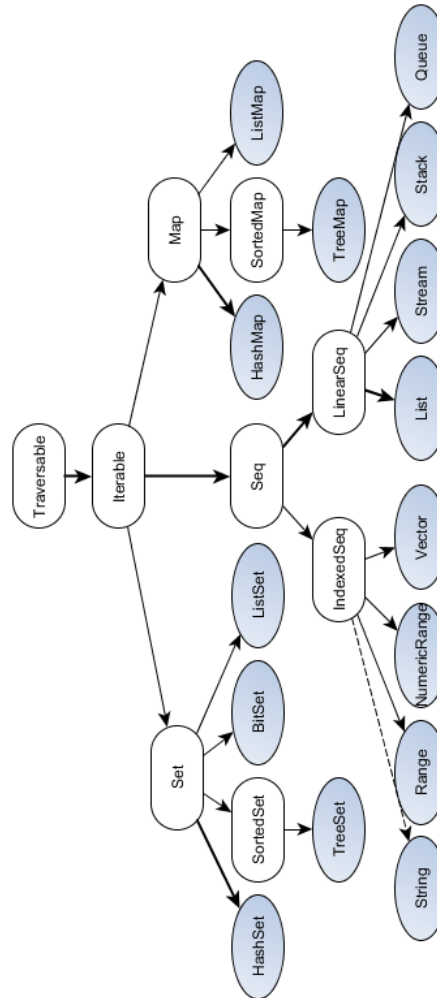 Traversable
Iterable
Set
Map
HashSet
SortedSet
BitSet
ListSet
Seq
HashMap
SortedMap
ListMap
TreeSet
IndexedSeq
LinearSeq
TreeMap
String
Range
NumericRange
Vector
List
Stream
Stack
Queue